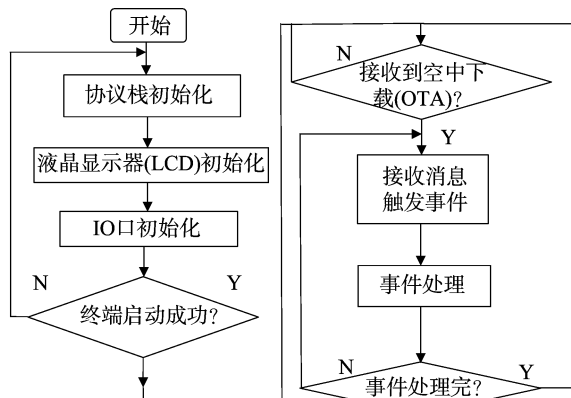 开始
协议栈初始化
液晶显示器(LCD)初始化
IO口初始化
N
Y
终端启动成功?
N
接收到空中下
载(OTA)?
Y
接收消息
触发事件
事件处理
N
Y
事件处理完?